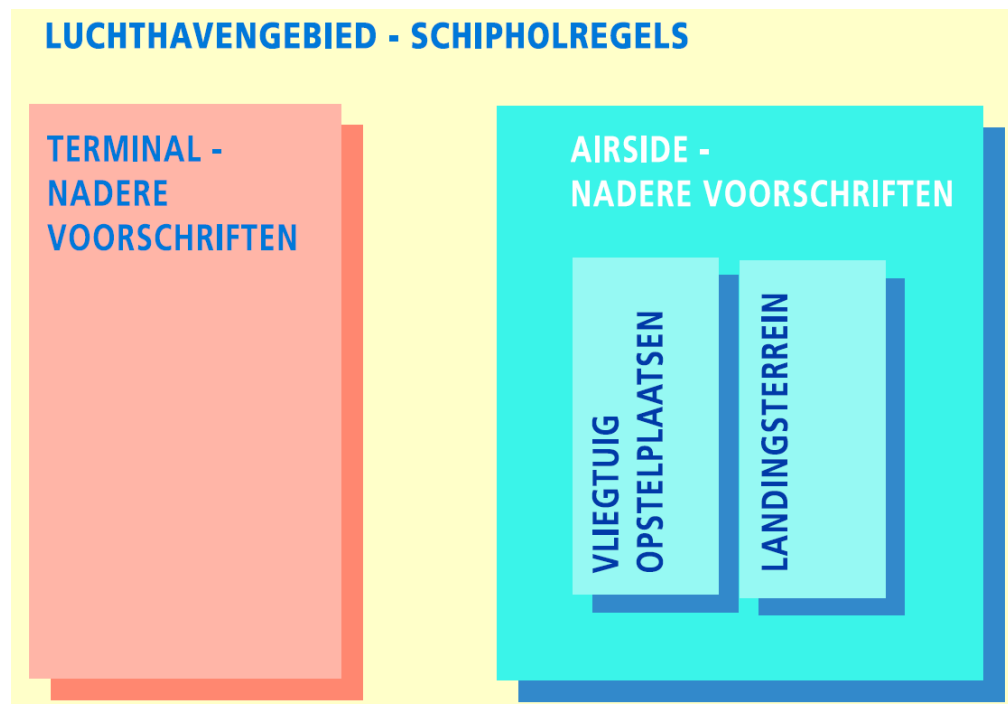 LUCHTHAVENGEBIED - SCHIPHOLREGELS
TERMINAL -
NADERE
VOORSCHRIFTEN
AIRSIDE -
NADERE VOORSCHRIFTEN
VLIEGTUIG
OPSTELPLAATSEN
LANDINGSTERREIN